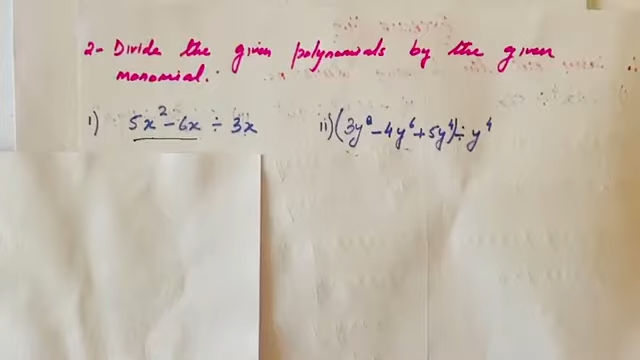 2- Divide the given polynomials by the given
monomial.
i) 5x² - 6x ÷ 3x
ii) (3y⁸ - 4y⁶ + 5y⁴) ÷ y⁴